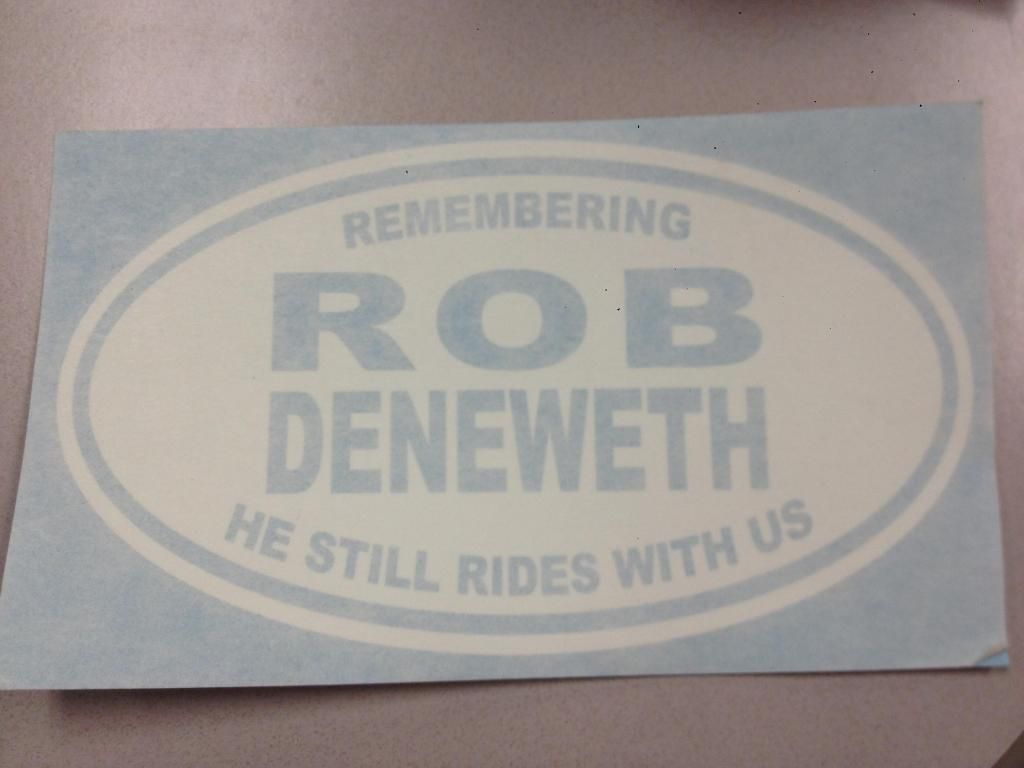 REMEMBERING
ROB
DENEWETH
HE STILL RIDES WITH US